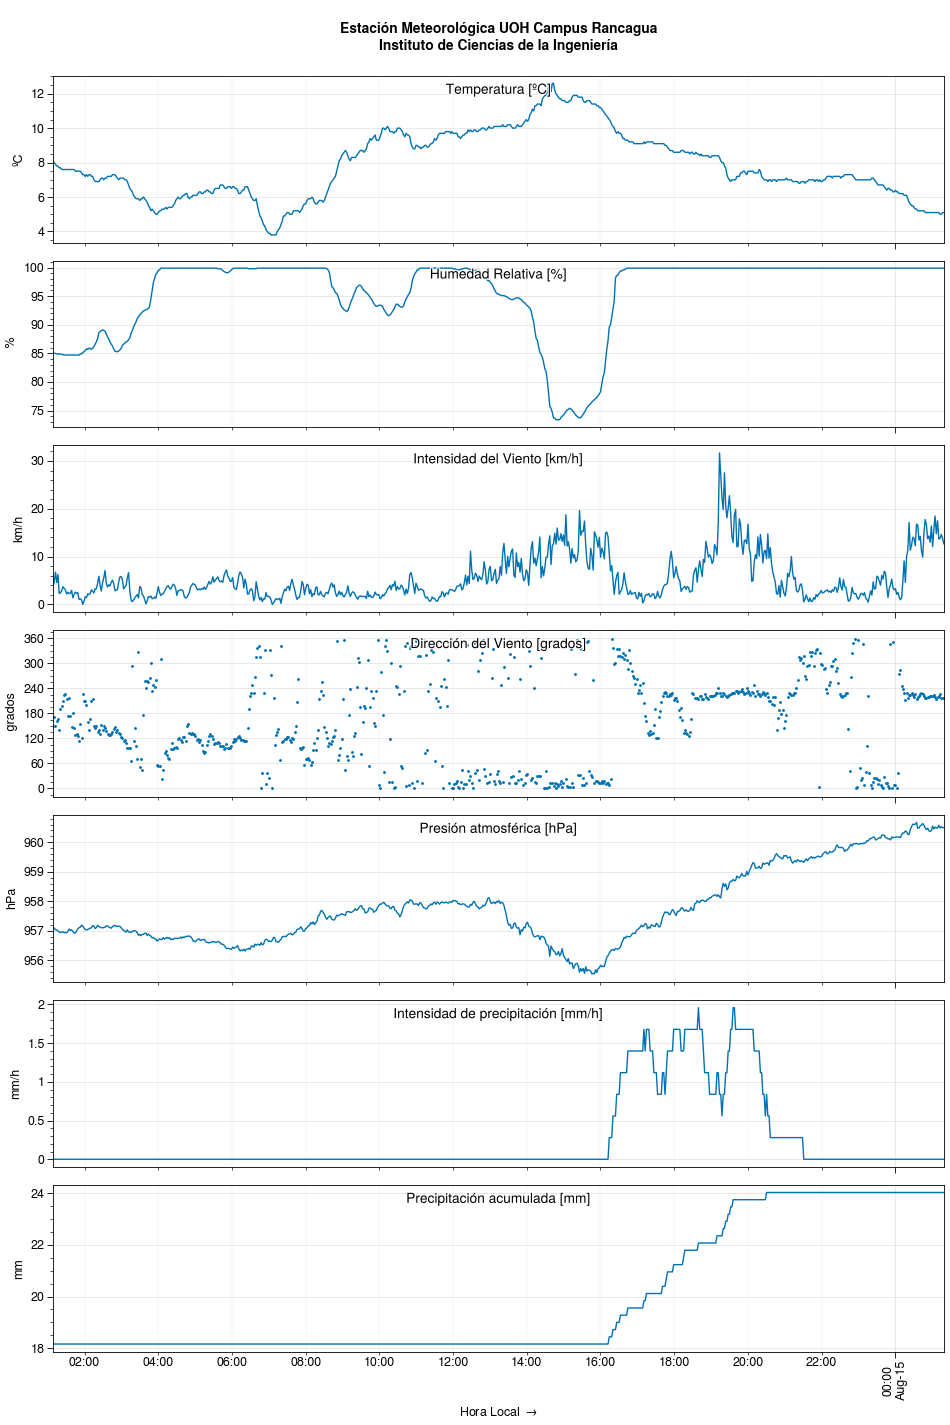 Estación Meteorológica UOH Campus Rancagua
Instituto de Ciencias de la Ingeniería
Temperatura [ºC]
12
10
8
6
4
ºC
Humedad Relativa [%]
100
95
90
85
80
75
%
Intensidad del Viento [km/h]
30
20
10
0
km/h
Dirección del Viento [grados]
360
300
240
180
120
60
0
grados
Presión atmosférica [hPa]
960
959
958
957
956
hPa
Intensidad de precipitación [mm/h]
2
1.5
1
0.5
0
mm/h
Precipitación acumulada [mm]
24
22
20
18
mm
02:00 04:00 06:00 08:00 10:00 12:00 14:00 16:00 18:00 20:00 22:00
00:00
Aug-15
Hora Local →